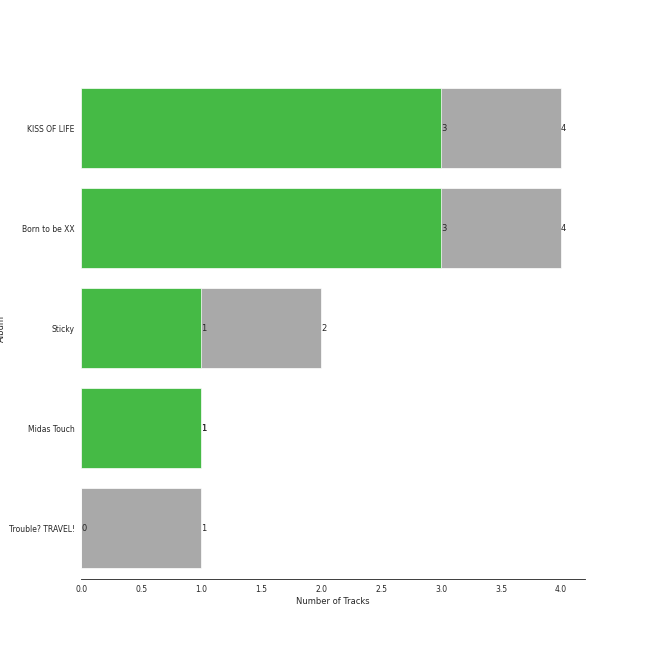 KISS OF LIFE 3 4
Born to be XX 3 4
Sticky 1 2
Midas Touch 1
Trouble? TRAVEL! 0 1
Album
0.0 0.5 1.0 1.5 2.0 2.5 3.0 3.5 4.0
Number of Tracks